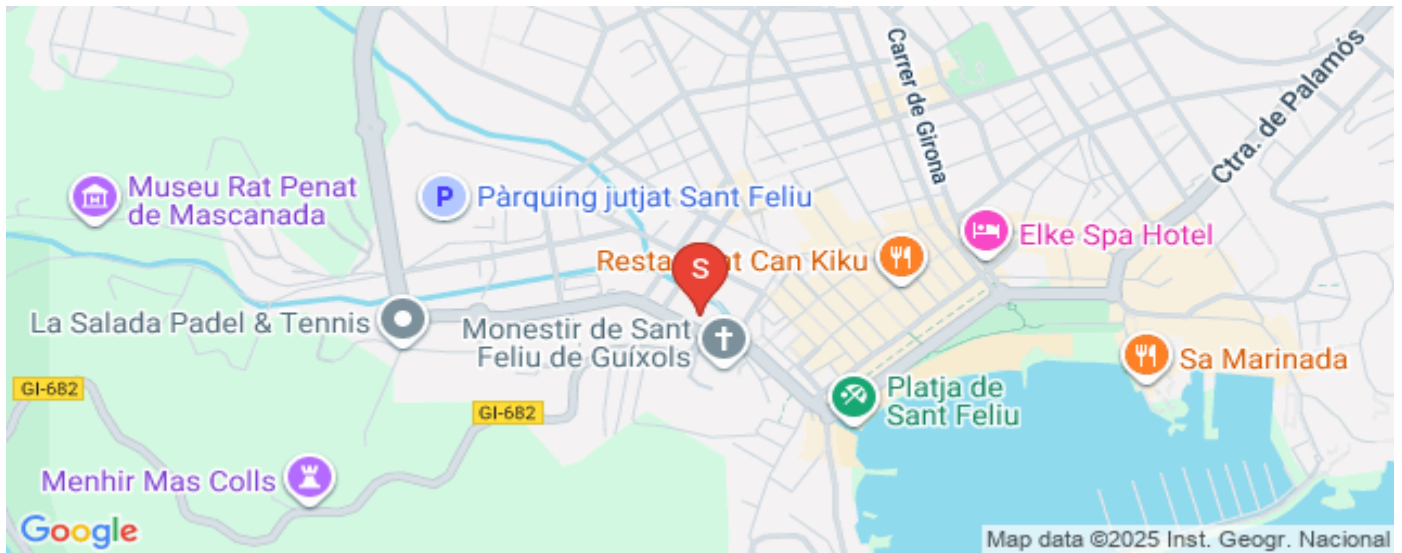 Carrer de Girona
Ctra. de Palamós
Museu Rat Penat
de Mascanada
P
Pàrquing jutjat Sant Feliu
Elke Spa Hotel
Can Kiku
S
La Salada Padel & Tennis
Monestir de Sant
Feliu de Guíxols
Sa Marinada
GI-682
Platja de
Sant Feliu
GI-682
Menhir Mas Colls
Google
Map data ©2025 Inst. Geogr. Nacional